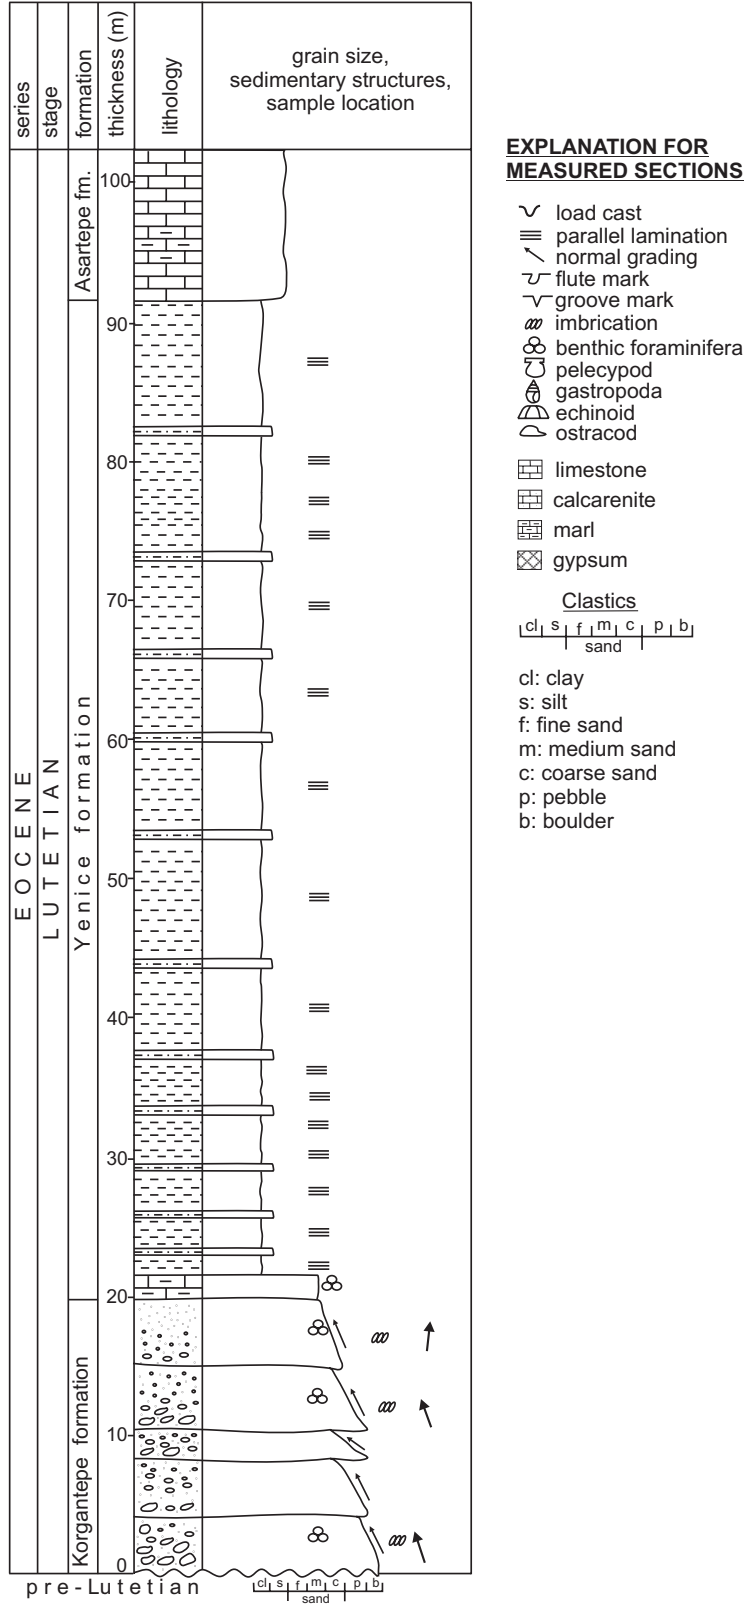 series
stage
formation
thickness (m)
lithology
grain size,
sedimentary structures,
sample location
EOCENE
LUTETIAN
Asartepe fm.
Yenice formation
Korgantepe formation
100
90
80
70
60
50
40
30
20
10
0
pre-Lutetian
cl s f m c p b
sand
EXPLANATION FOR
MEASURED SECTIONS
load cast
parallel lamination
normal grading
flute mark
groove mark
imbrication
benthic foraminifera
pelecypod
gastropoda
echinoid
ostracod
limestone
calcarenite
marl
gypsum
Clastics
cl s f m c p b
sand
cl: clay
s: silt
f: fine sand
m: medium sand
c: coarse sand
p: pebble
b: boulder